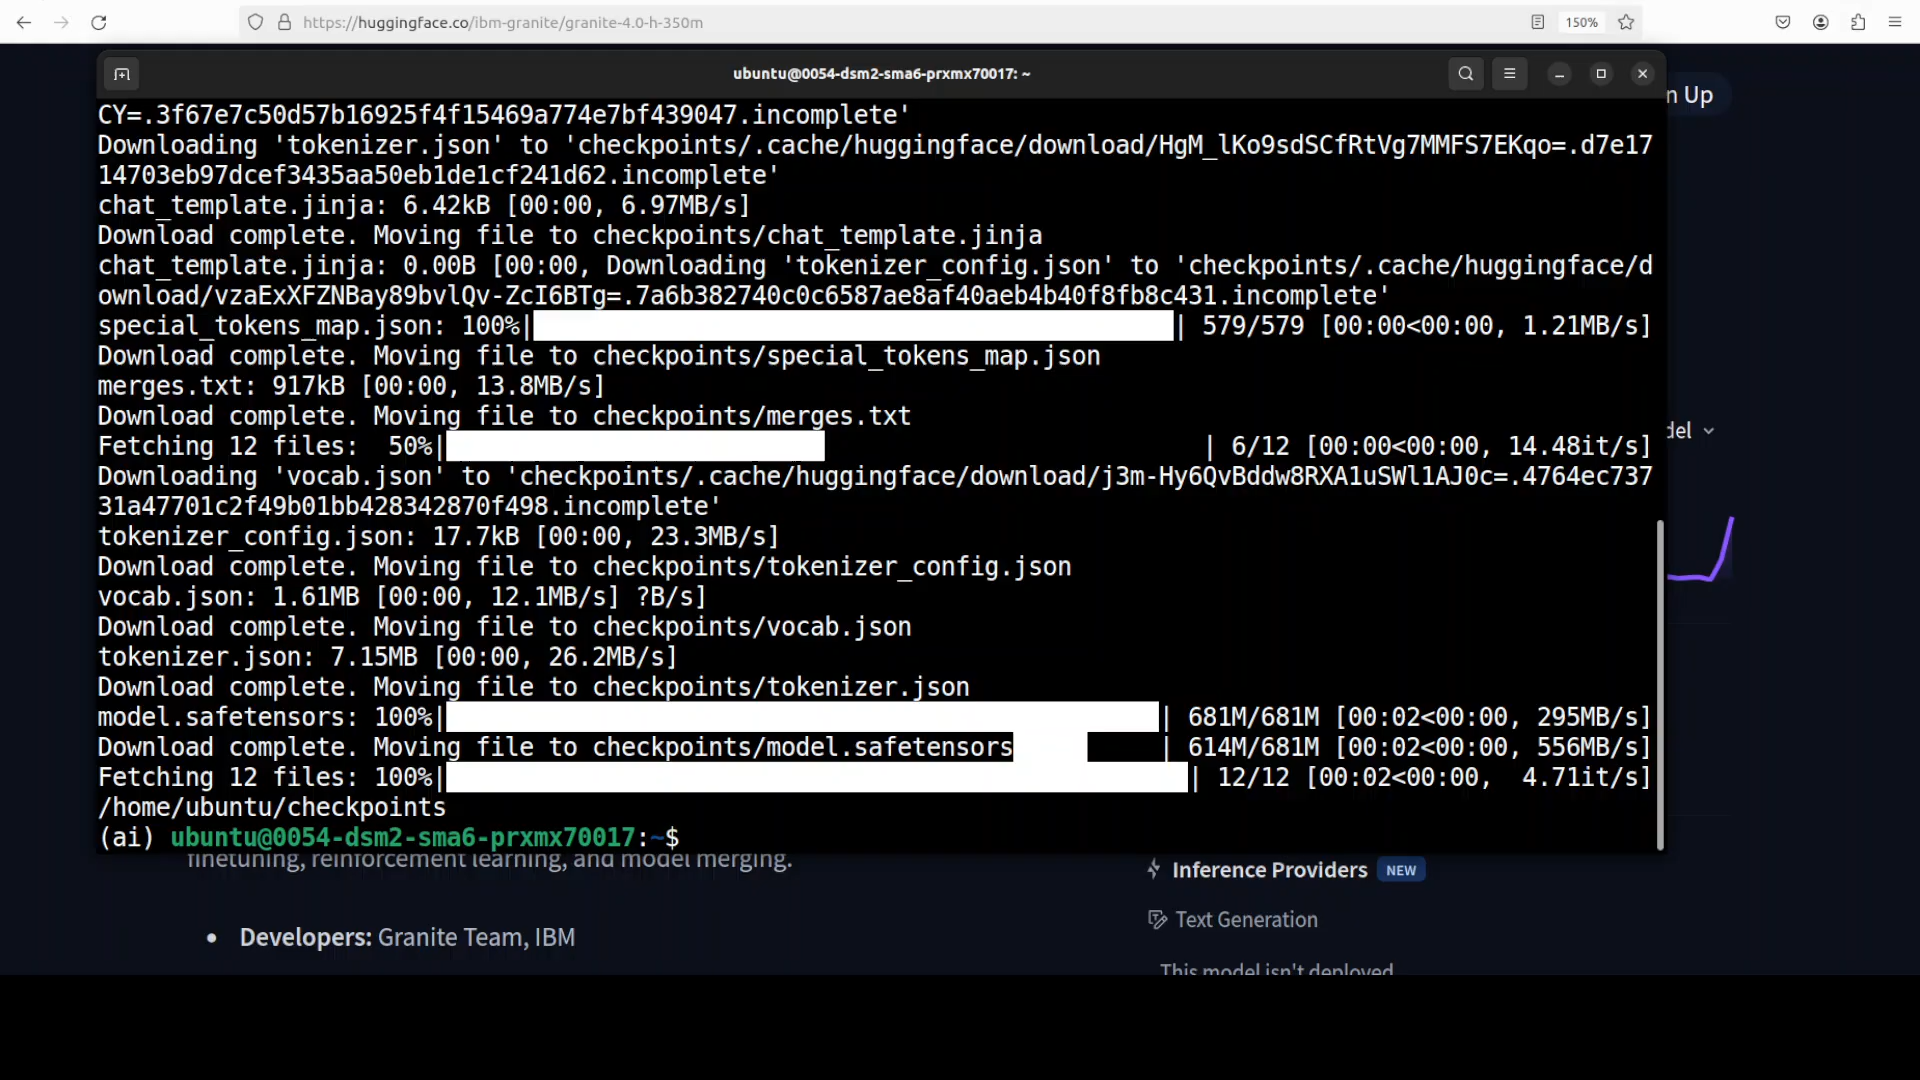 https://huggingface.co/ibm-granite/granite-4.0-h-350m
150%
ubuntu@0054-dsm2-sma6-prxmx70017: ~
n Up
CY=.3f67e7c50d57b16925f4f15469a774e7bf439047.incomplete'
Downloading 'tokenizer.json' to 'checkpoints/.cache/huggingface/download/HgM_lKo9sdSCfRtVg7MMFS7EKqo=.d7e17
14703eb97dcef3435aa50eb1de1cf241d62.incomplete'
chat_template.jinja: 6.42kB [00:00, 6.97MB/s]
Download complete. Moving file to checkpoints/chat_template.jinja
chat_template.jinja: 0.00B [00:00, Downloading 'tokenizer_config.json' to 'checkpoints/.cache/huggingface/d
ownload/vzaExXFZNBay89bvlQv-ZcI6BTg=.7a6b382740c0c6587ae8af40aeb4b40f8fb8c431.incomplete'
special_tokens_map.json: 100%| | 579/579 [00:00<00:00, 1.21MB/s]
Download complete. Moving file to checkpoints/special_tokens_map.json
merges.txt: 917kB [00:00, 13.8MB/s]
Download complete. Moving file to checkpoints/merges.txt
del
Fetching 12 files:  50%| | 6/12 [00:00<00:00, 14.48it/s]
Downloading 'vocab.json' to 'checkpoints/.cache/huggingface/download/j3m-Hy6QvBddw8RXA1uSWl1AJ0c=.4764ec737
31a47701c2f49b01bb428342870f498.incomplete'
tokenizer_config.json: 17.7kB [00:00, 23.3MB/s]
Download complete. Moving file to checkpoints/tokenizer_config.json
vocab.json: 1.61MB [00:00, 12.1MB/s] ?B/s]
Download complete. Moving file to checkpoints/vocab.json
tokenizer.json: 7.15MB [00:00, 26.2MB/s]
Download complete. Moving file to checkpoints/tokenizer.json
model.safetensors: 100%| | 681M/681M [00:02<00:00, 295MB/s]
Download complete. Moving file to checkpoints/model.safetensors | 614M/681M [00:02<00:00, 556MB/s]
Fetching 12 files: 100%| | 12/12 [00:02<00:00,  4.71it/s]
/home/ubuntu/checkpoints
(ai) ubuntu@0054-dsm2-sma6-prxmx70017:~$
finetuning, reinforcement learning, and model merging.
Inference Providers NEW
Text Generation
• Developers: Granite Team, IBM
This model isn't deployed